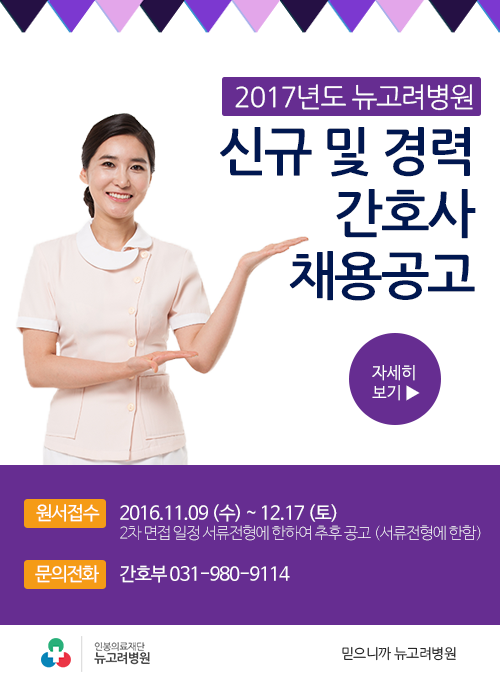 2017년도 뉴고려병원
신규 및 경력
간호사
채용공고
자세히
보기 ▶
원서접수 2016.11.09 (수) ~ 12.17 (토)
2차 면접 일정 서류전형에 한하여 추후 공고 (서류전형에 한함)
문의전화 간호부 031-980-9114
인봉의료재단
뉴고려병원
믿으니까 뉴고려병원